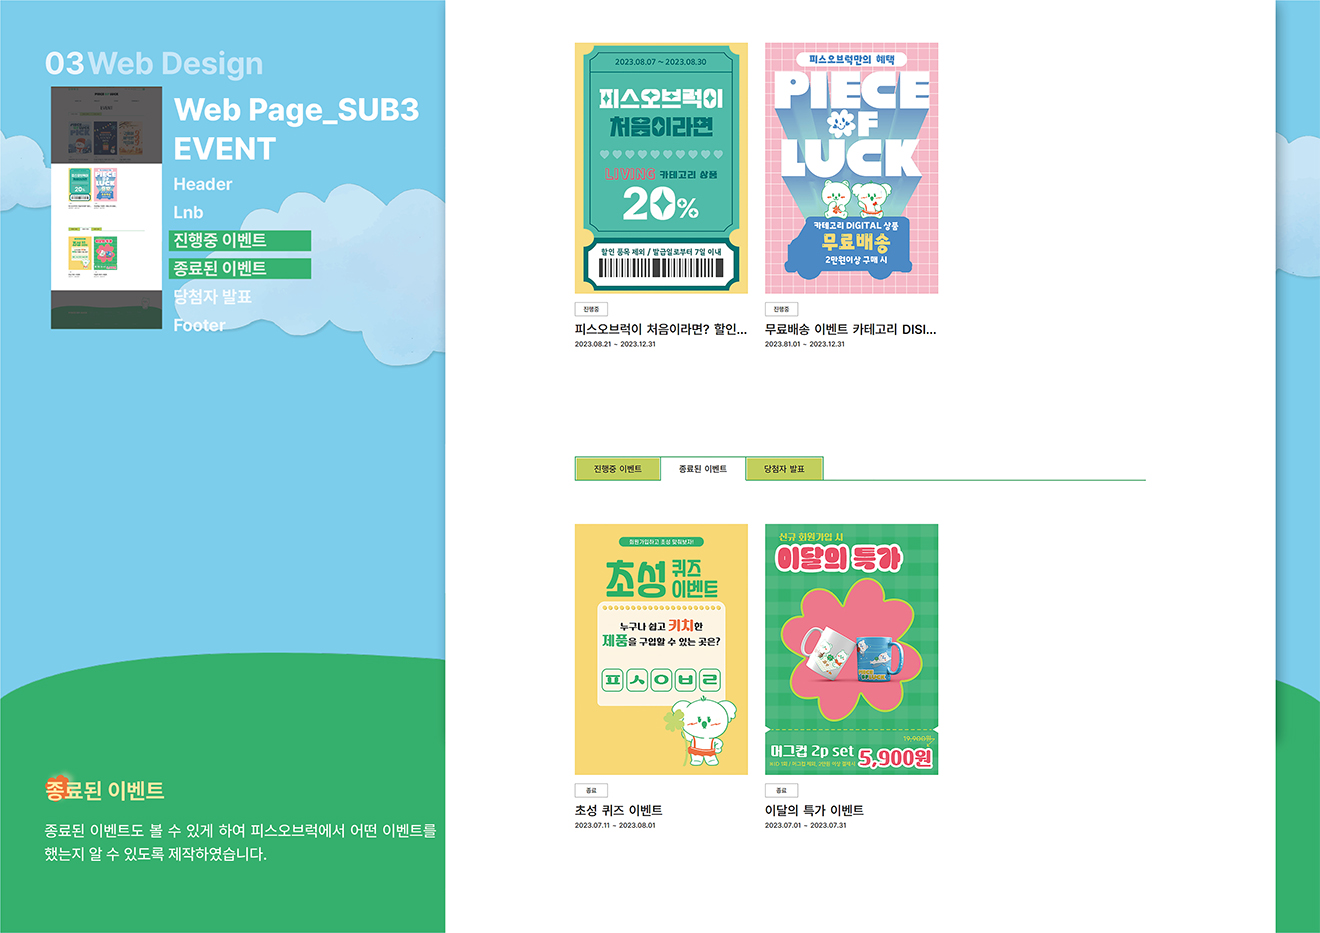 03 Web Design
Web Page_SUB3
EVENT
Header
Lnb
진행중 이벤트
종료된 이벤트
당첨자 발표
Footer
종료된 이벤트
종료된 이벤트도 볼 수 있게 하여 피스오브럭에서 어떤 이벤트를
했는지 알 수 있도록 제작하였습니다.
2023.08.07 ~ 2023.08.30
피스오브럭이
처음이라면
LIVING 카테고리 상품
20%
할인 품목 제외 / 발급일로부터 7일 이내
진행중
피스오브럭이 처음이라면? 할인...
2023.08.21 ~ 2023.12.31
피스오브럭만의 혜택
PIECE
OF
LUCK
카테고리 DIGITAL 상품
무료배송
2만원이상 구매 시
진행중
무료배송 이벤트 카테고리 DISI...
2023.81.01 ~ 2023.12.31
진행중 이벤트
종료된 이벤트
당첨자 발표
회원가입하고 초성 맞춰보자!
초성 퀴즈
이벤트
누구나 쉽고 키치한
제품을 구입할 수 있는 곳은?
ㅍㅅㅇㅂㄹ
종료
초성 퀴즈 이벤트
2023.07.11 ~ 2023.08.01
신규 회원가입 시
이달의 특가
머그컵 2p set
19,900원
5,900원
종료
이달의 특가 이벤트
2023.07.01 ~ 2023.07.31